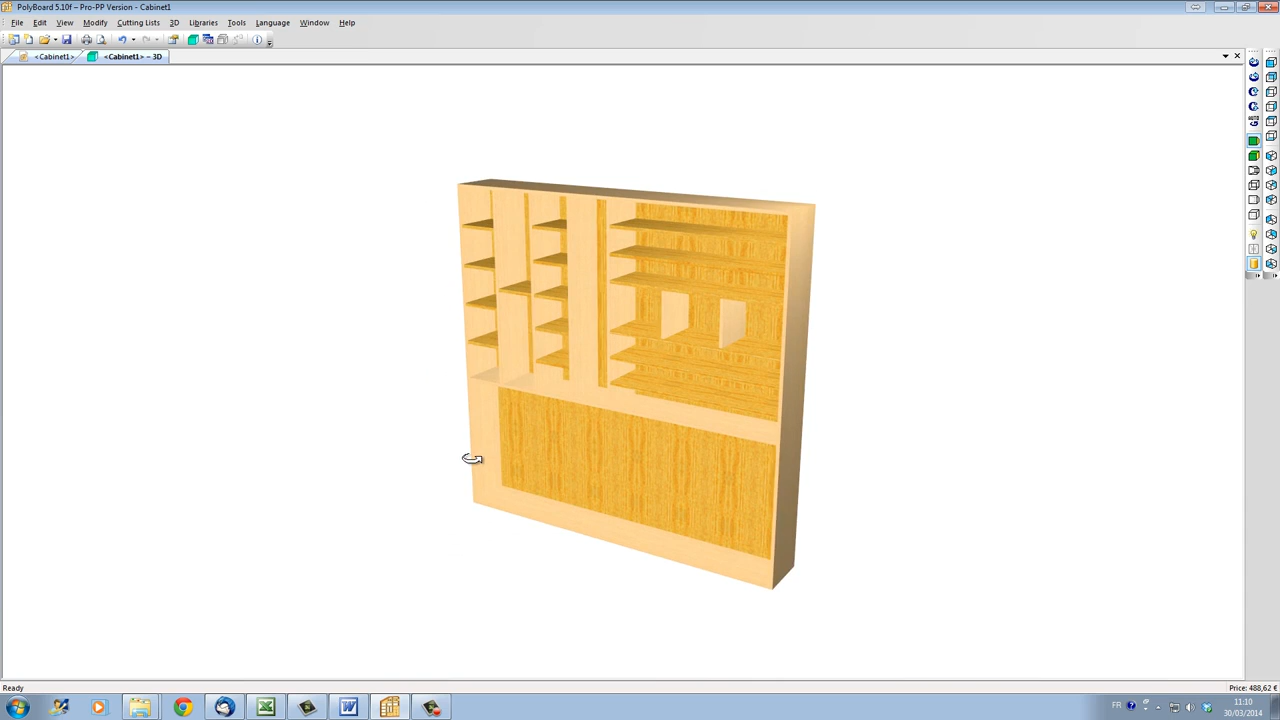 PolyBoard 5.10f – Pro-PP Version - Cabinet1
File Edit View Modify Cutting Lists 3D Libraries Tools Language Window Help
<Cabinet1> <Cabinet1> – 3D
AUTO
Ready Price: 488,62 €
FR 11:10
30/03/2014